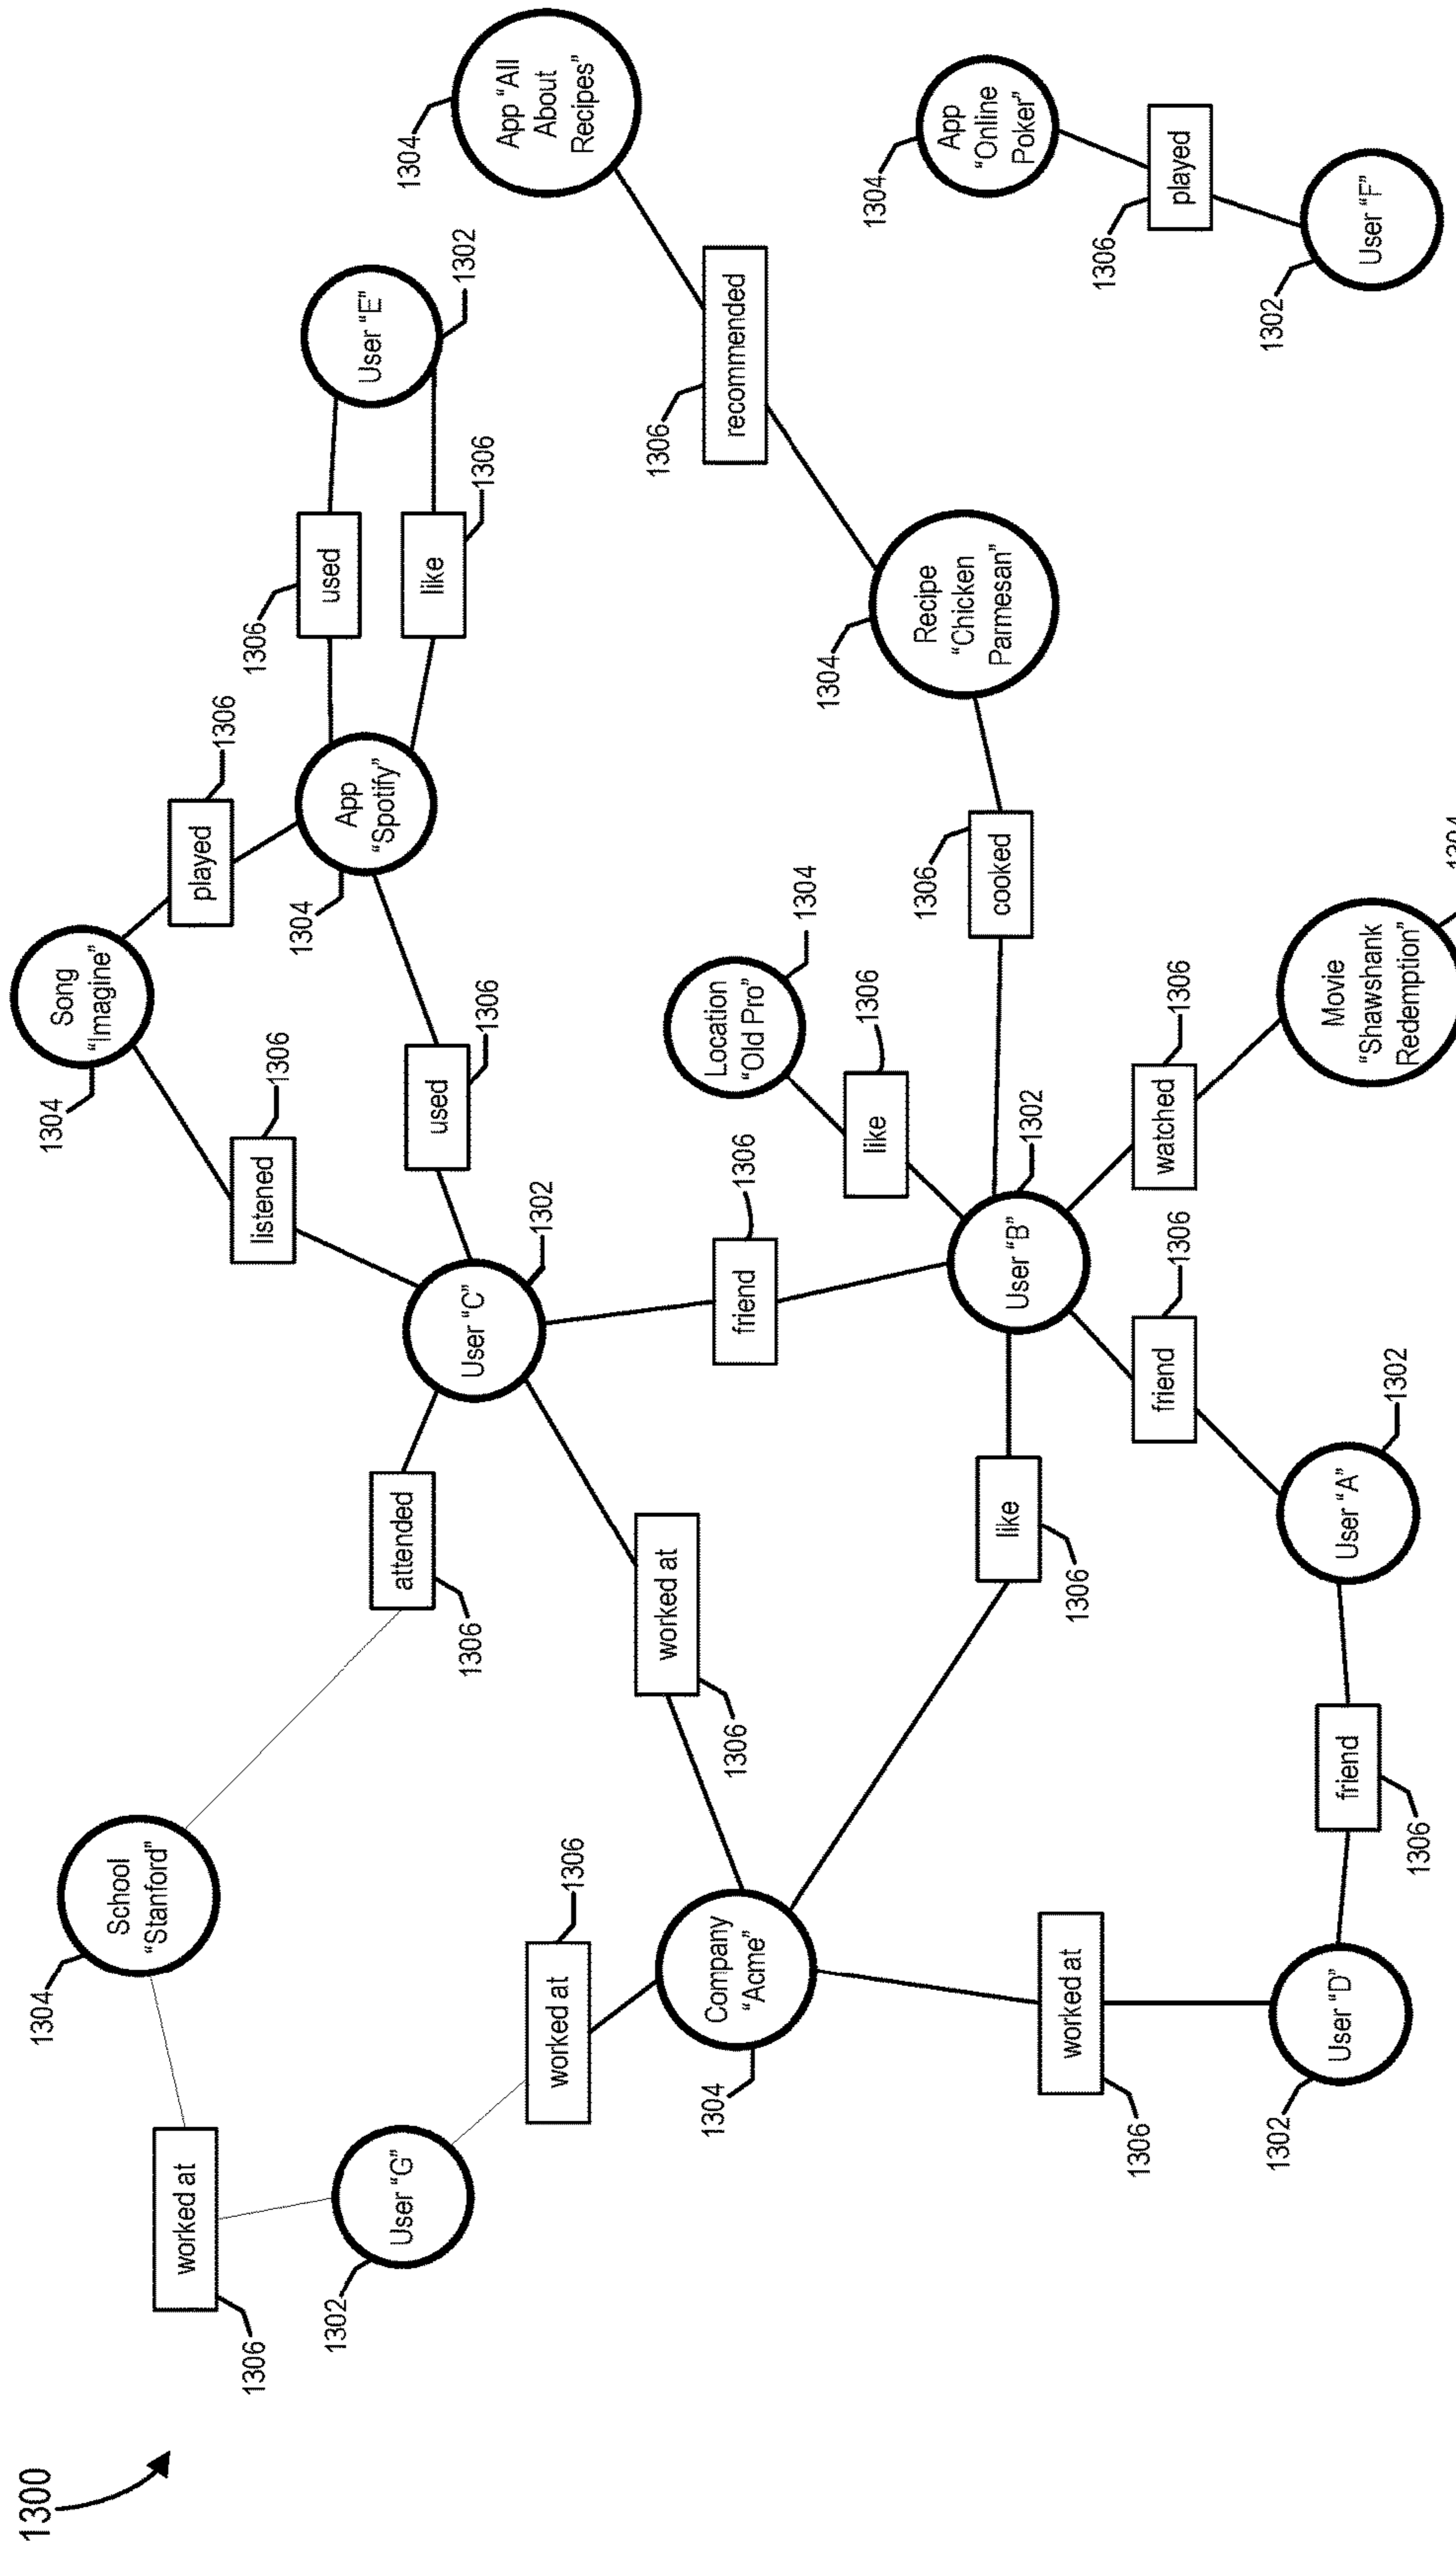 1300
1304
School
“Stanford”
1304
Song
“Imagine”
worked at
1306
played
1306
listened
1306
User “G”
1302
attended
1306
used
1306
App
“Spotify”
1304
used
1306
like
1306
User “E”
1302
User “C”
1302
used
1306
App “All
About
Recipes”
1304
worked at
1306
worked at
1306
Company
“Acme”
1304
friend
1306
Location
“Old Pro”
1304
recommended
1306
like
1306
Recipe
“Chicken
Parmesan”
1304
App
“Online
Poker”
1304
like
1306
User “B”
1302
cooked
1306
worked at
1306
friend
1306
watched
1306
played
1306
User “D”
1302
friend
1306
User “A”
1302
Movie
“Shawshank
Redemption”
User “F”
1302